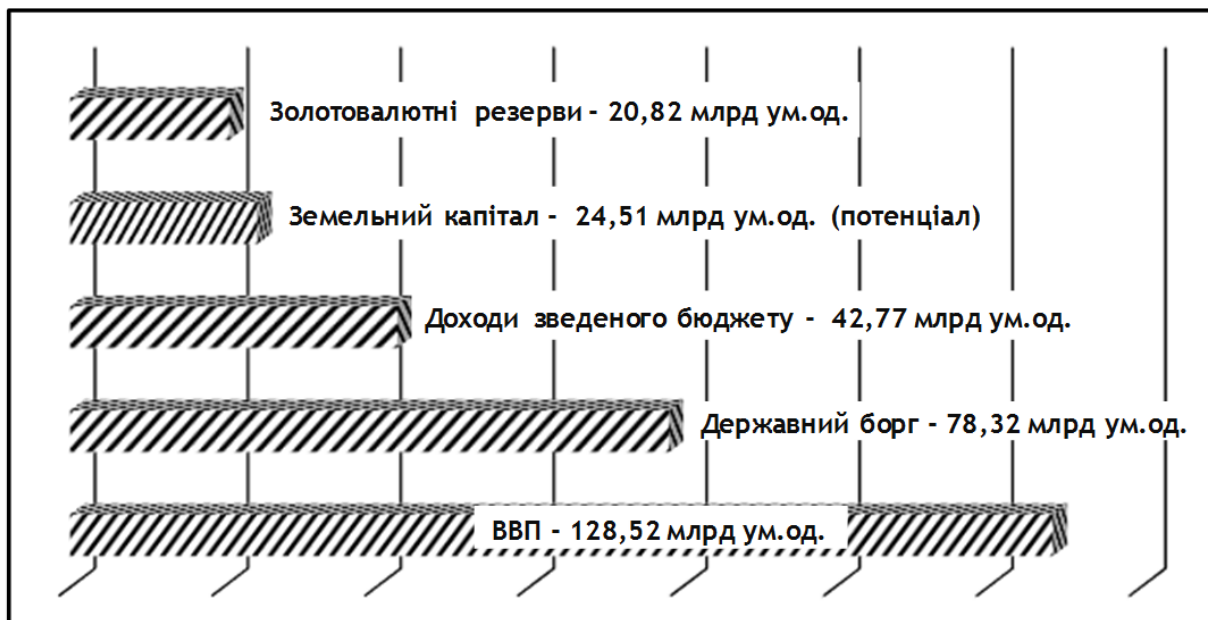 Золотовалютні резерви - 20,82 млрд ум.од.
Земельний капітал - 24,51 млрд ум.од. (потенціал)
Доходи зведеного бюджету - 42,77 млрд ум.од.
Державний борг - 78,32 млрд ум.од.
ВВП - 128,52 млрд ум.од.